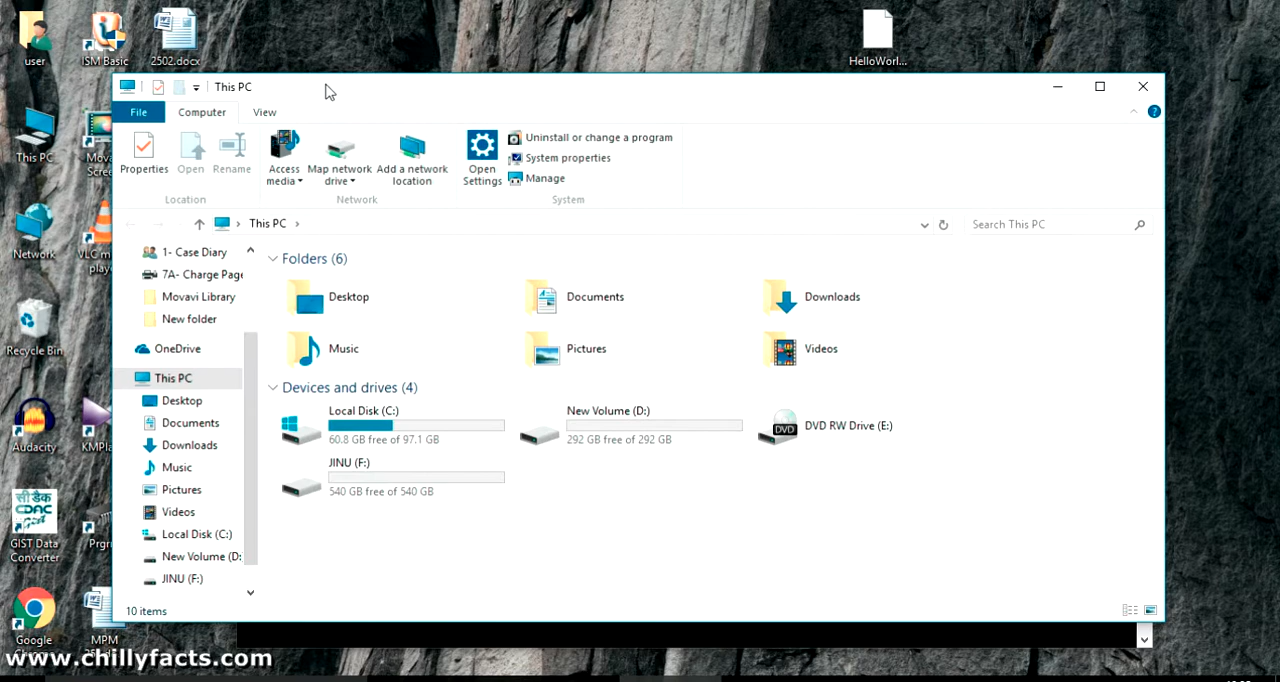 user
ISM Basic
2502.docx
HelloWorl...
This PC
File
Computer
View
Properties
Open
Rename
Access media
Map network drive
Add a network location
Open Settings
Uninstall or change a program
System properties
Manage
Location
Network
System
This PC
Search This PC
This PC
Network
VLC m
playe
Recycle Bin
Audacity
KMPla
सी डैक
CDAC
GIST Data
Converter
Prgr
Google
MPM
1- Case Diary
7A- Charge Page
Movavi Library
New folder
OneDrive
This PC
Desktop
Documents
Downloads
Music
Pictures
Videos
Local Disk (C:)
New Volume (D:
JINU (F:)
Folders (6)
Desktop
Documents
Downloads
Music
Pictures
Videos
Devices and drives (4)
Local Disk (C:)
60.8 GB free of 97.1 GB
New Volume (D:)
292 GB free of 292 GB
DVD
DVD RW Drive (E:)
JINU (F:)
540 GB free of 540 GB
10 items
www.chillyfacts.com